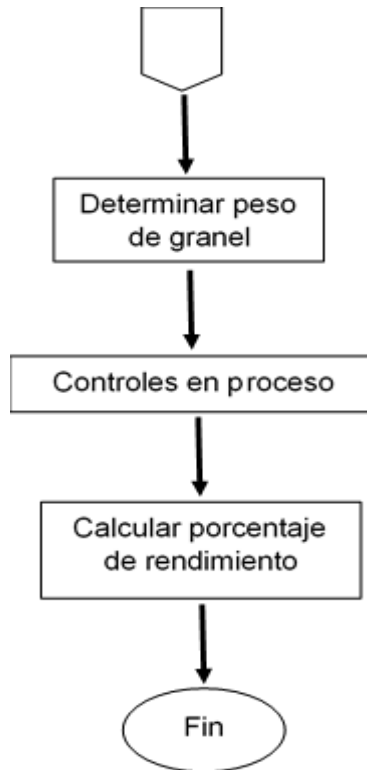 Determinar peso
de granel
Controles en proceso
Calcular porcentaje
de rendimiento
Fin